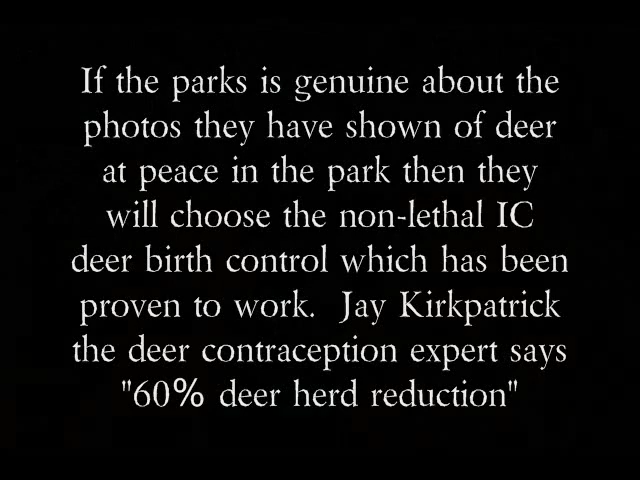 If the parks is genuine about the
photos they have shown of deer
at peace in the park then they
will choose the non-lethal IC
deer birth control which has been
proven to work.  Jay Kirkpatrick
the deer contraception expert says
"60% deer herd reduction"